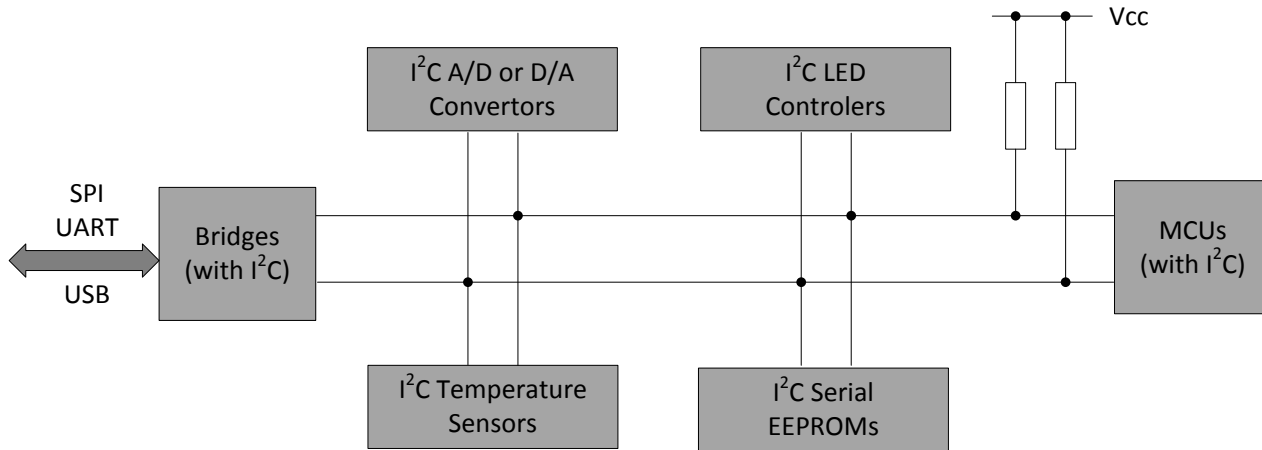 Vcc
I²C A/D or D/A
Convertors
I²C LED
Controlers
SPI
UART
USB
Bridges
(with I²C)
MCUs
(with I²C)
I²C Temperature
Sensors
I²C Serial
EEPROMs